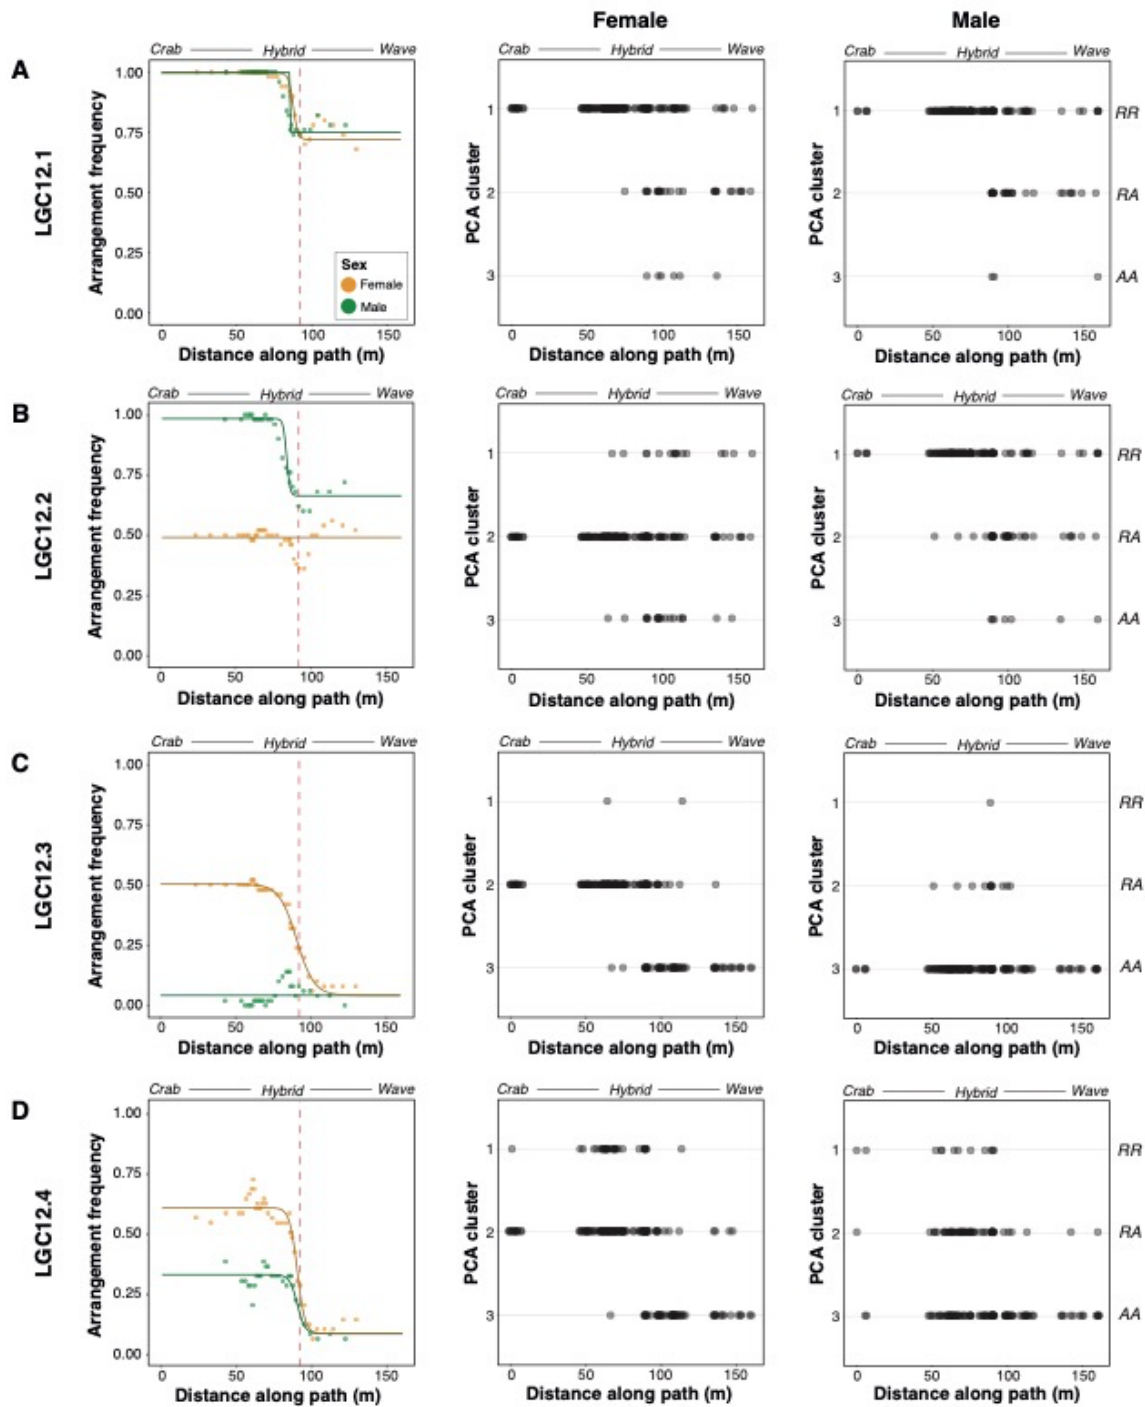 Female Male
Crab Hybrid Wave Crab Hybrid Wave Crab Hybrid Wave
A
LGC12.1
Arrangement frequency
1.00
0.75
0.50
0.25
0.00
Sex
Female
Male
0 50 100 150
Distance along path (m)
PCA cluster
1
2
3
0 50 100 150
Distance along path (m)
PCA cluster
1 RR
2 RA
3 AA
0 50 100 150
Distance along path (m)
Crab Hybrid Wave Crab Hybrid Wave Crab Hybrid Wave
B
LGC12.2
Arrangement frequency
1.00
0.75
0.50
0.25
0.00
0 50 100 150
Distance along path (m)
PCA cluster
1
2
3
0 50 100 150
Distance along path (m)
PCA cluster
1 RR
2 RA
3 AA
0 50 100 150
Distance along path (m)
Crab Hybrid Wave Crab Hybrid Wave Crab Hybrid Wave
C
LGC12.3
Arrangement frequency
1.00
0.75
0.50
0.25
0.00
0 50 100 150
Distance along path (m)
PCA cluster
1
2
3
0 50 100 150
Distance along path (m)
PCA cluster
1 RR
2 RA
3 AA
0 50 100 150
Distance along path (m)
Crab Hybrid Wave Crab Hybrid Wave Crab Hybrid Wave
D
LGC12.4
Arrangement frequency
1.00
0.75
0.50
0.25
0.00
0 50 100 150
Distance along path (m)
PCA cluster
1
2
3
0 50 100 150
Distance along path (m)
PCA cluster
1 RR
2 RA
3 AA
0 50 100 150
Distance along path (m)